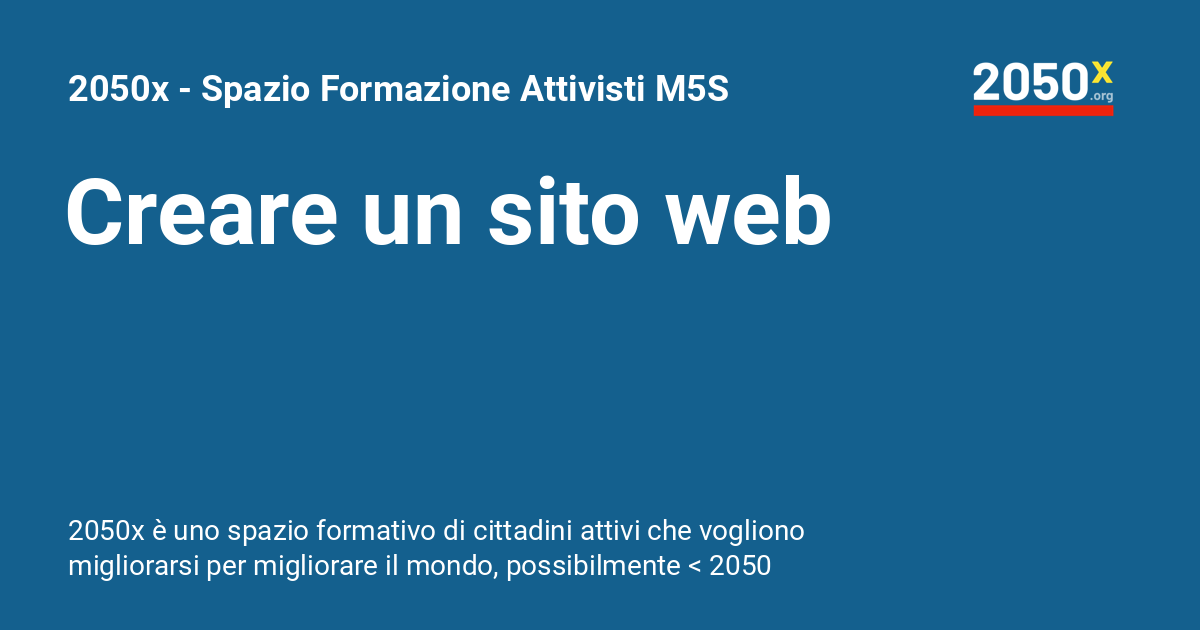 2050x - Spazio Formazione Attivisti M5S
2050x
.org
Creare un sito web
2050x è uno spazio formativo di cittadini attivi che vogliono
migliorarsi per migliorare il mondo, possibilmente < 2050